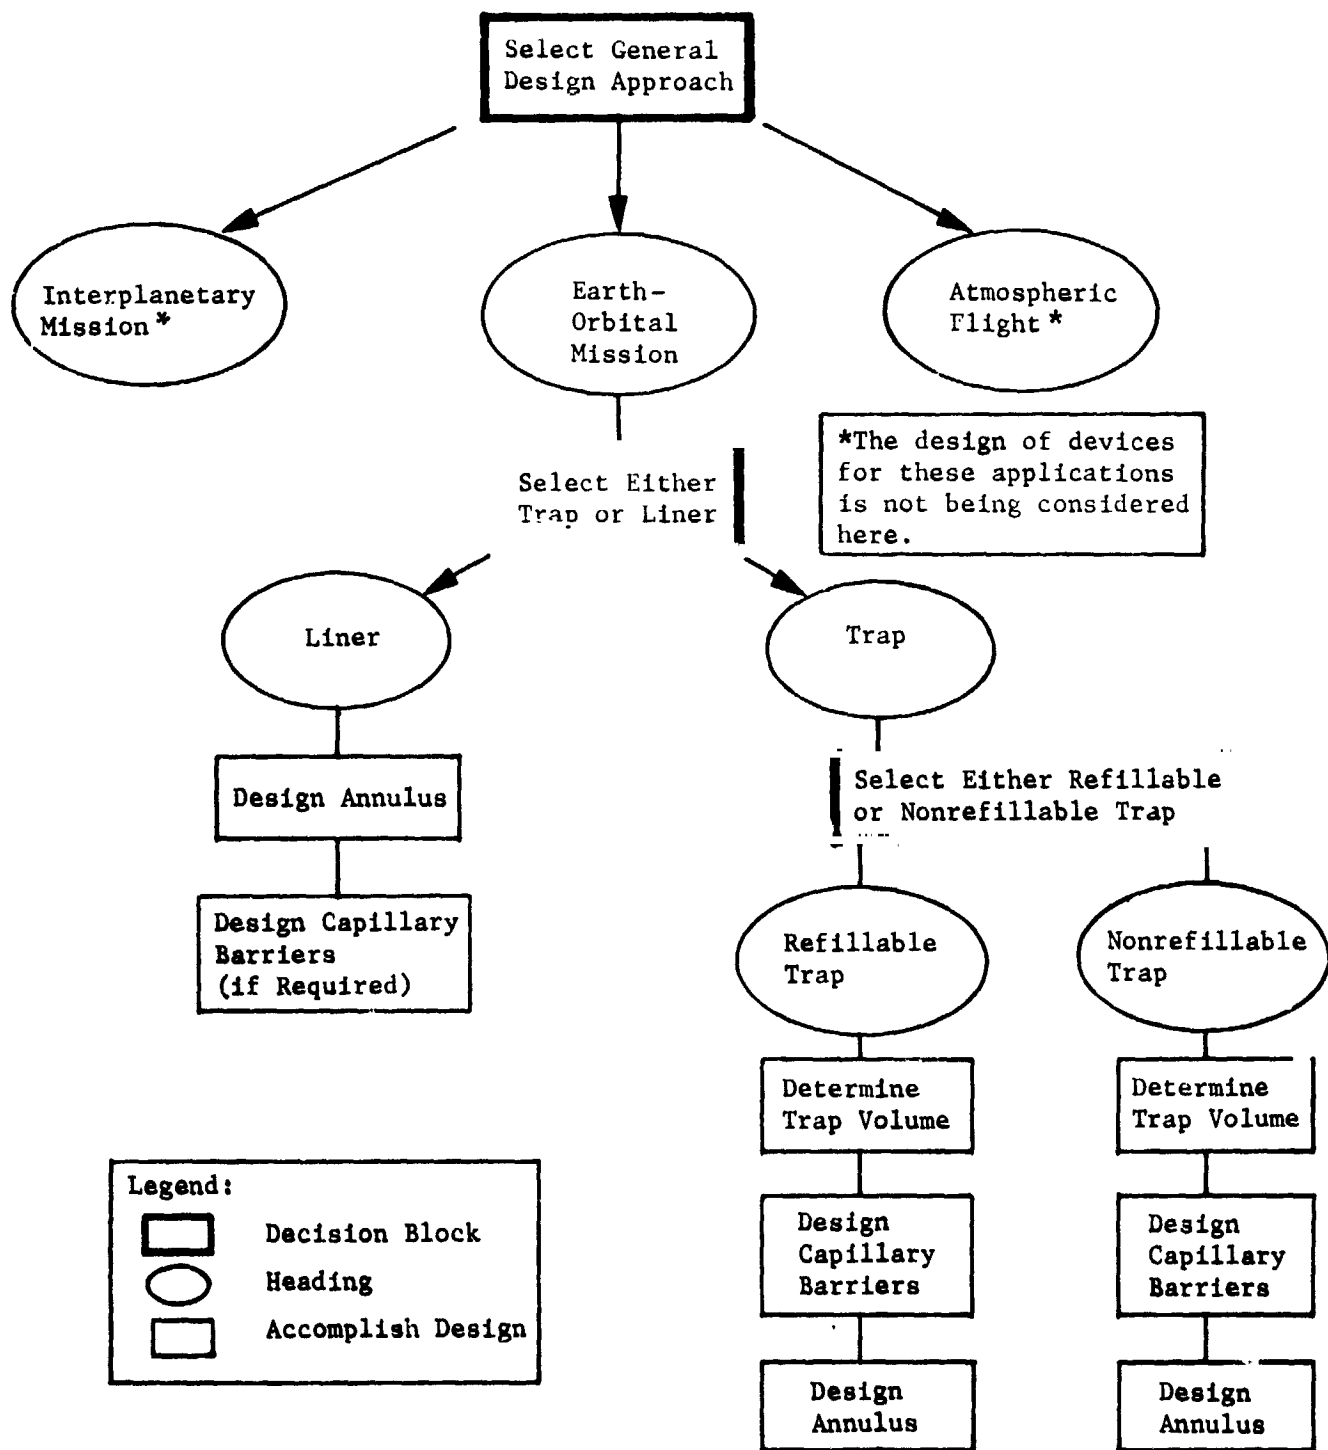 Select General
Design Approach
Interplanetary
Mission*
Earth-
Orbital
Mission
Atmospheric
Flight*
*The design of devices
for these applications
is not being considered
here.
Select Either
Trap or Liner
Liner
Trap
Design Annulus
Select Either Refillable
or Nonrefillable Trap
Design Capillary
Barriers
(if Required)
Refillable
Trap
Nonrefillable
Trap
Determine
Trap Volume
Determine
Trap Volume
Design
Capillary
Barriers
Design
Capillary
Barriers
Design
Annulus
Design
Annulus
Legend:
Decision Block
Heading
Accomplish Design